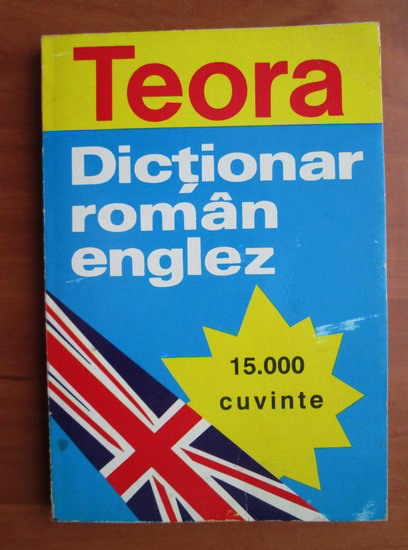 Teora
Dicționar
român
englez
15.000
cuvinte